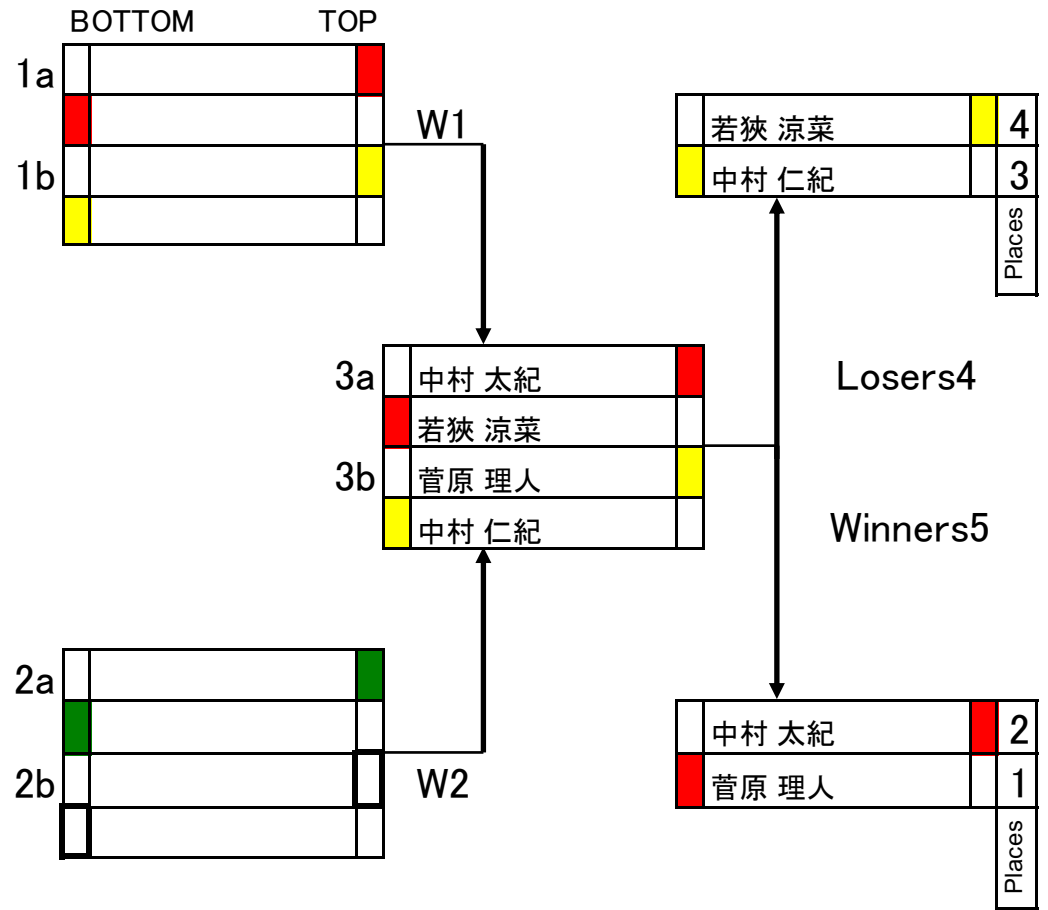 BOTTOM TOP
1a
W1
1b
若狹 涼菜 4
中村 仁紀 3
Places
3a 中村 太紀
若狹 涼菜
3b 菅原 理人
中村 仁紀
Losers4
Winners5
2a
2b
W2
中村 太紀 2
菅原 理人 1
Places